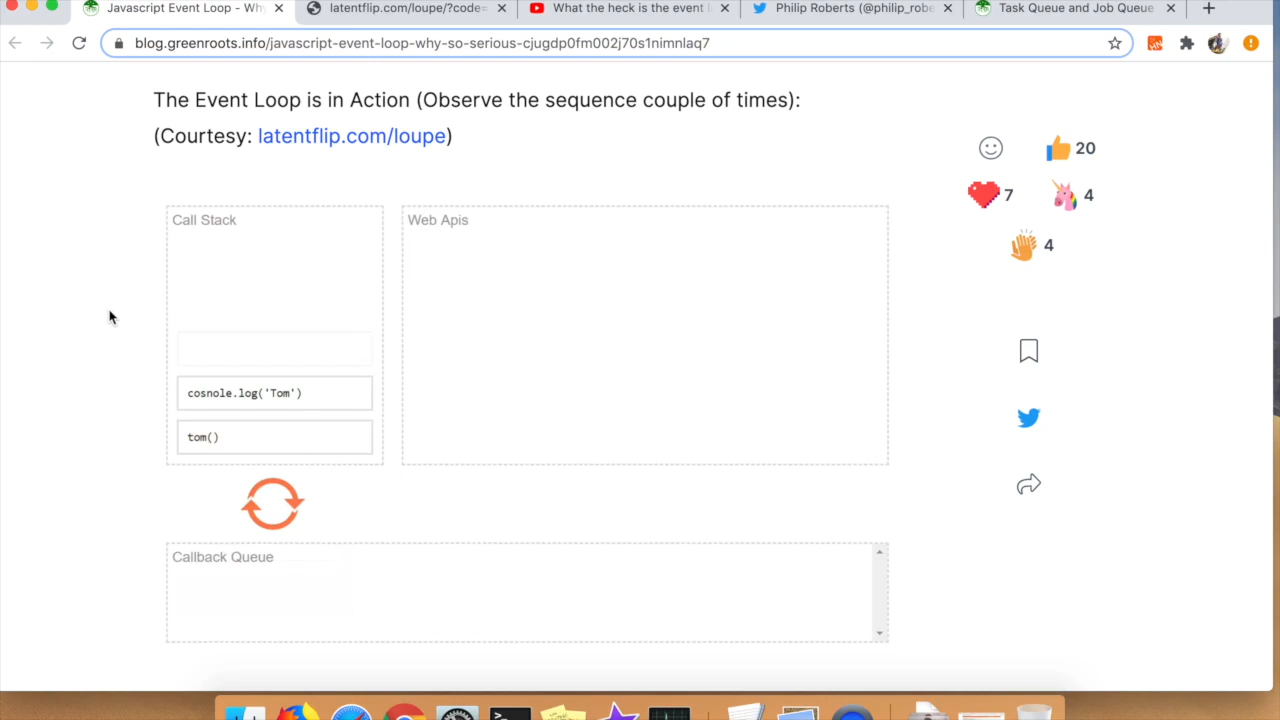 Javascript Event Loop - Why
latentflip.com/loupe/?code=
What the heck is the event l
Philip Roberts (@philip_robe
Task Queue and Job Queue
blog.greenroots.info/javascript-event-loop-why-so-serious-cjugdp0fm002j70s1nimnlaq7
The Event Loop is in Action (Observe the sequence couple of times):
(Courtesy: latentflip.com/loupe)
20
7
4
4
Call Stack
Web Apis
cosnole.log('Tom')
tom()
Callback Queue